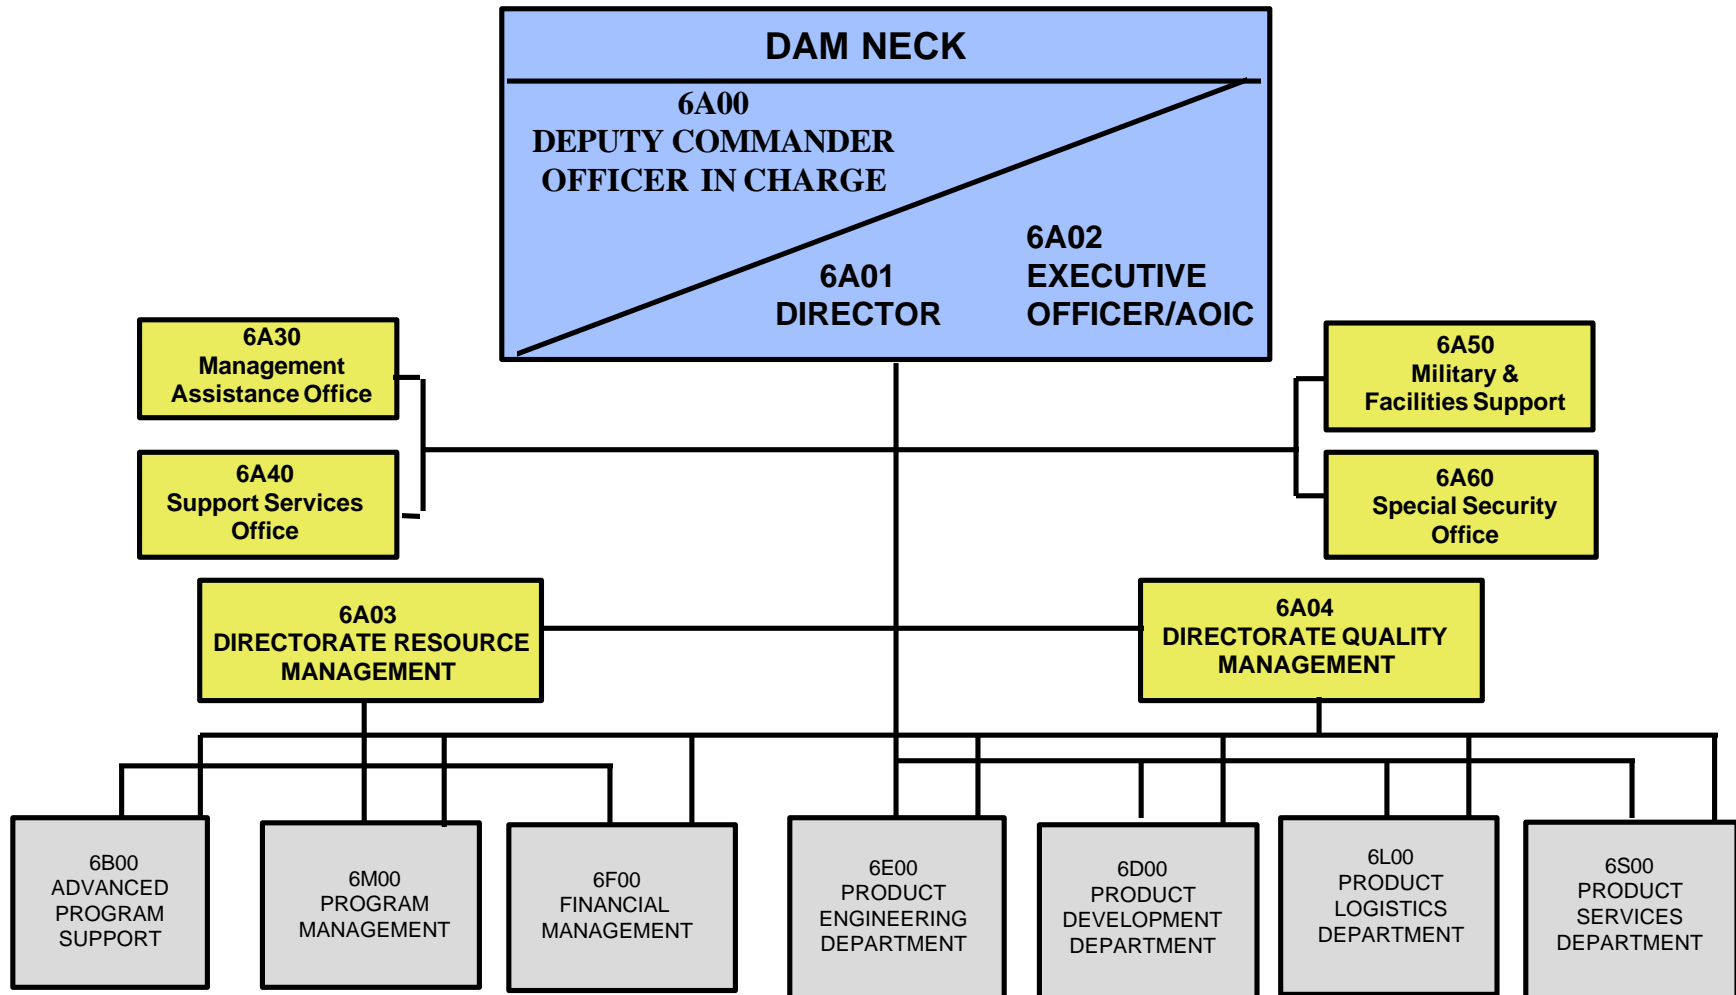 DAM NECK
6A00
DEPUTY COMMANDER
OFFICER IN CHARGE
6A01
DIRECTOR
6A02
EXECUTIVE
OFFICER/AOIC
6A30
Management
Assistance Office
6A40
Support Services
Office
6A50
Military &
Facilities Support
6A60
Special Security
Office
6A03
DIRECTORATE RESOURCE
MANAGEMENT
6A04
DIRECTORATE QUALITY
MANAGEMENT
6B00
ADVANCED
PROGRAM
SUPPORT
6M00
PROGRAM
MANAGEMENT
6F00
FINANCIAL
MANAGEMENT
6E00
PRODUCT
ENGINEERING
DEPARTMENT
6D00
PRODUCT
DEVELOPMENT
DEPARTMENT
6L00
PRODUCT
LOGISTICS
DEPARTMENT
6S00
PRODUCT
SERVICES
DEPARTMENT